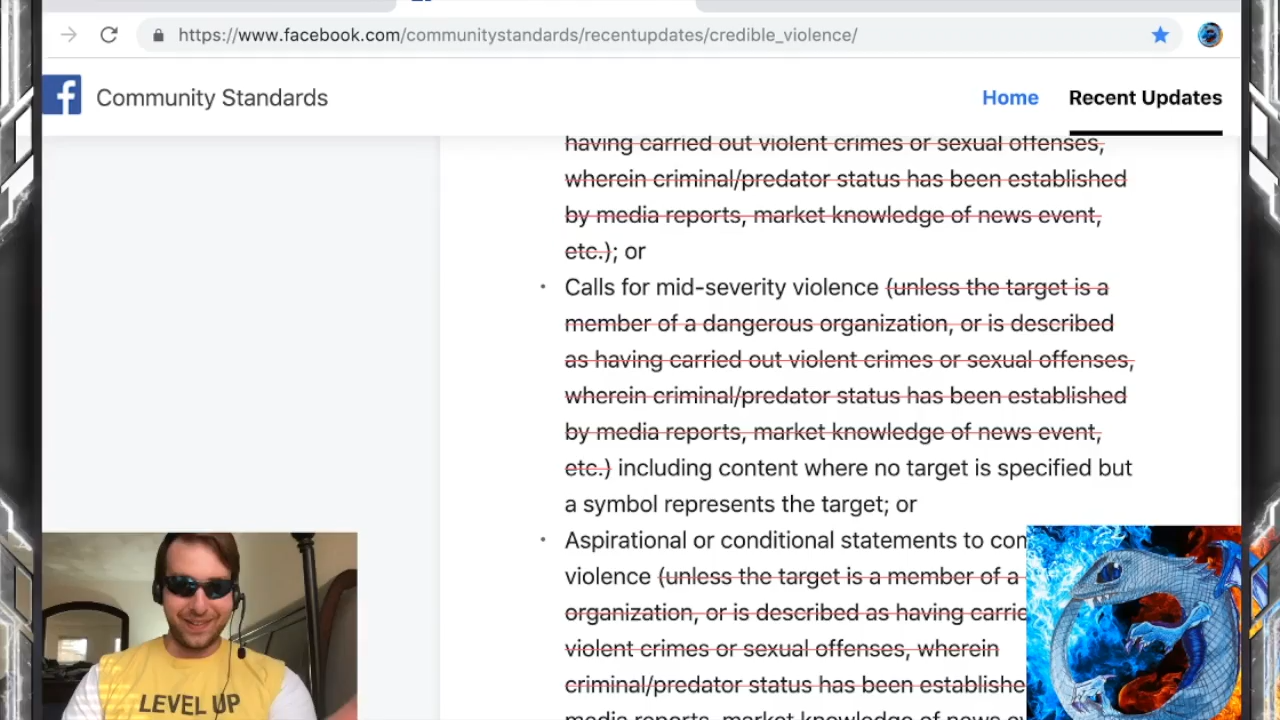 https://www.facebook.com/communitystandards/recentupdates/credible_violence/
Community Standards
Home
Recent Updates
having carried out violent crimes or sexual offenses,
wherein criminal/predator status has been established
by media reports, market knowledge of news event,
etc.); or
• Calls for mid-severity violence (unless the target is a
member of a dangerous organization, or is described
as having carried out violent crimes or sexual offenses,
wherein criminal/predator status has been established
by media reports, market knowledge of news event,
etc.) including content where no target is specified but
a symbol represents the target; or
• Aspirational or conditional statements to
violence (unless the target is a member of a
organization, or is described as having
violent crimes or sexual offenses, wherein
criminal/predator status has been
media reports, market knowledge of news
LEVEL UP